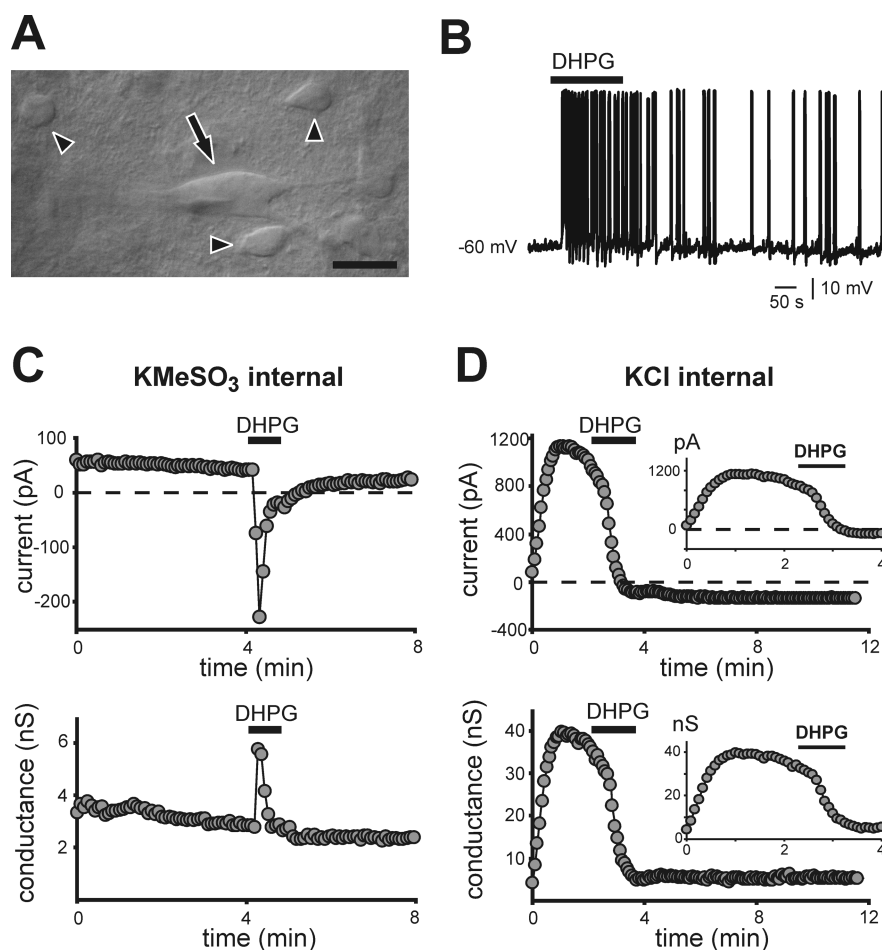 A
B
DHPG
-60 mV
50 s
10 mV
C
KMeSO3 internal
DHPG
current (pA)
100
0
-100
-200
0
4
8
time (min)
DHPG
conductance (nS)
6
4
2
0
4
8
time (min)
D
KCl internal
DHPG
current (pA)
1200
800
400
0
-400
0
4
8
12
time (min)
pA
DHPG
1200
0
0
2
4
DHPG
conductance (nS)
40
30
20
10
0
4
8
12
time (min)
nS
DHPG
40
20
0
0
2
4